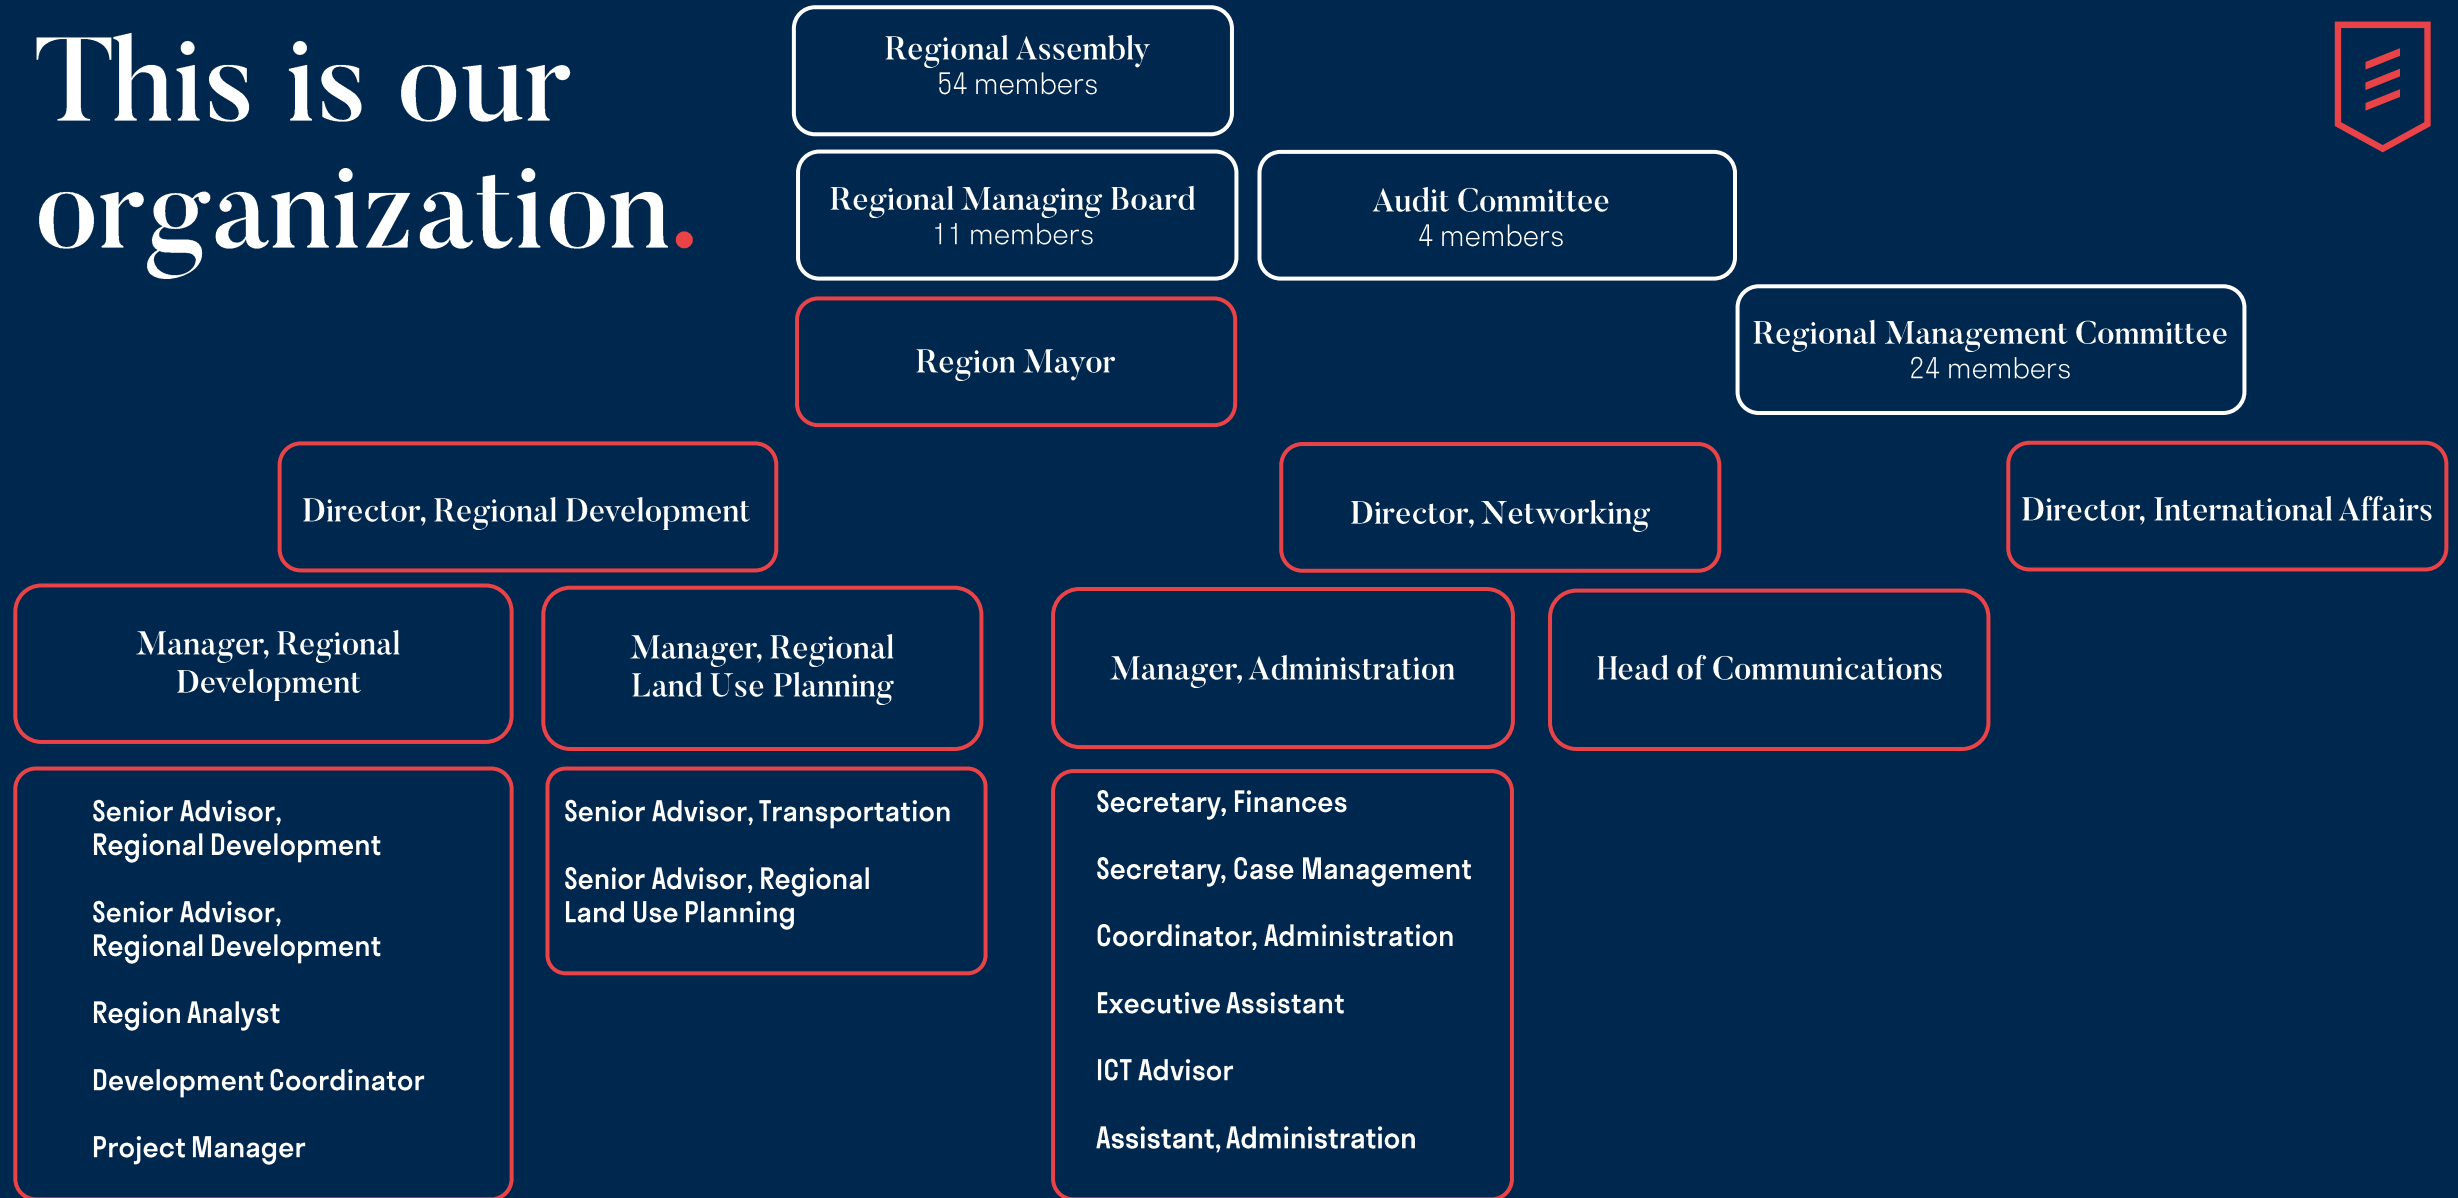 This is our
organization.
Regional Assembly
54 members
Regional Managing Board
11 members
Audit Committee
4 members
Region Mayor
Regional Management Committee
24 members
Director, Regional Development
Director, Networking
Director, International Affairs
Manager, Regional
Development
Manager, Regional
Land Use Planning
Manager, Administration
Head of Communications
Senior Advisor,
Regional Development
Senior Advisor,
Regional Development
Region Analyst
Development Coordinator
Project Manager
Senior Advisor, Transportation
Senior Advisor, Regional
Land Use Planning
Secretary, Finances
Secretary, Case Management
Coordinator, Administration
Executive Assistant
ICT Advisor
Assistant, Administration